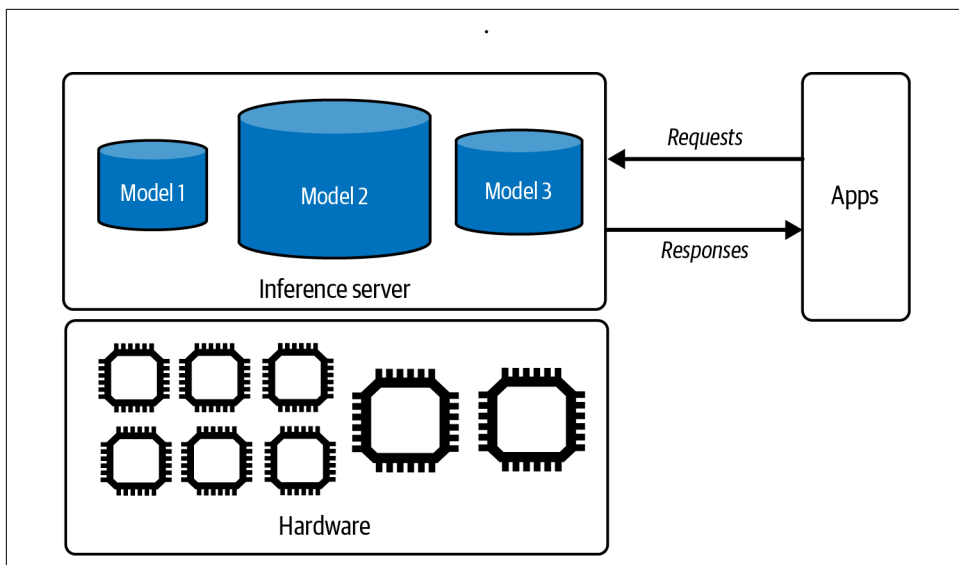 Model 1
Model 2
Model 3
Inference server
Requests
Responses
Apps
Hardware